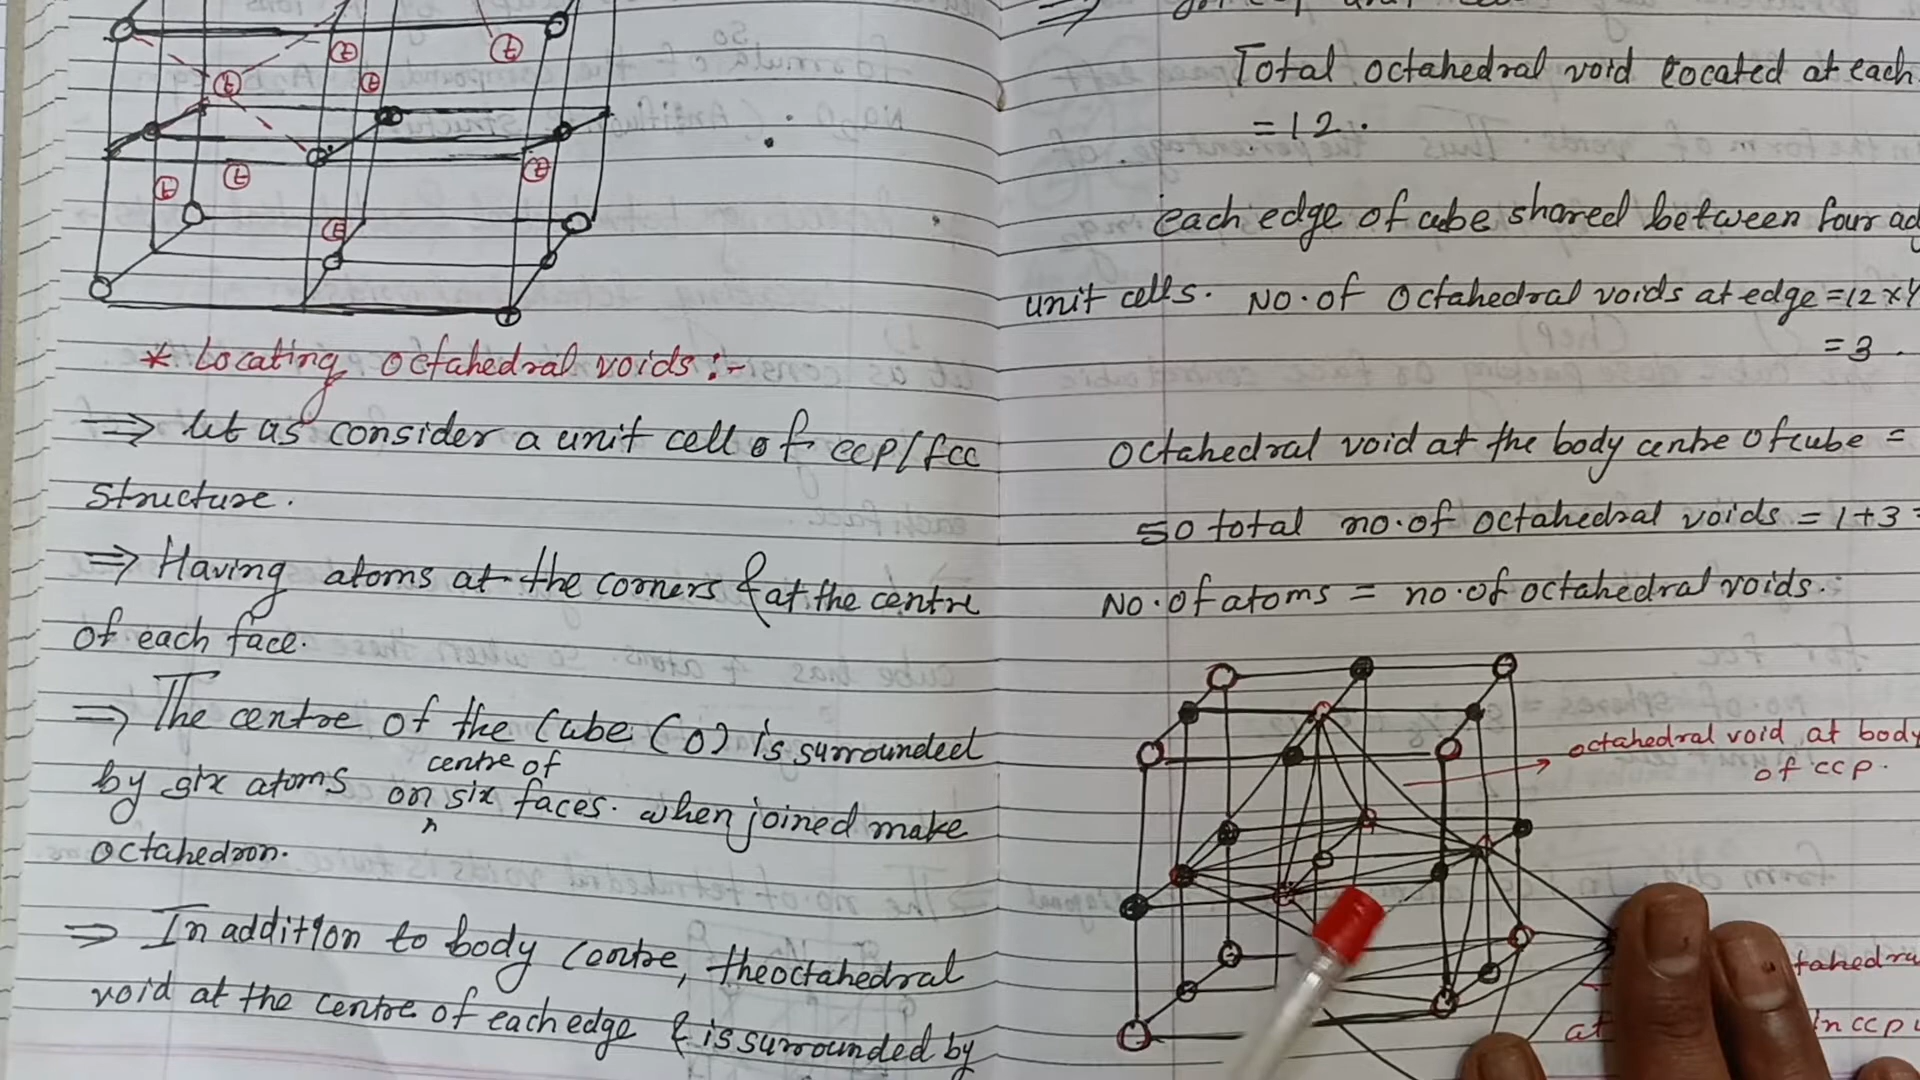 * Locating octahedral voids :-
⇒ let as consider a unit cell of ccp/fcc
structure.
⇒ Having atoms at the corners & at the centre
of each face.
⇒ The centre of the Cube (O) is surrounded
by six atoms on centre of six faces. when joined make
octahedron.
⇒ In addition to body centre, the octahedral
void at the centre of each edge & is surrounded by
Total octahedral void located at each
= 12.
each edge of cube shared between four
unit cells. No. of octahedral voids at edge = 12 x
= 3.
octahedral void at the body centre of cube =
so total no. of octahedral voids = 1+3 =
No. of atoms = no. of octahedral voids.
octahedral void at body
of ccp.
at
in ccp